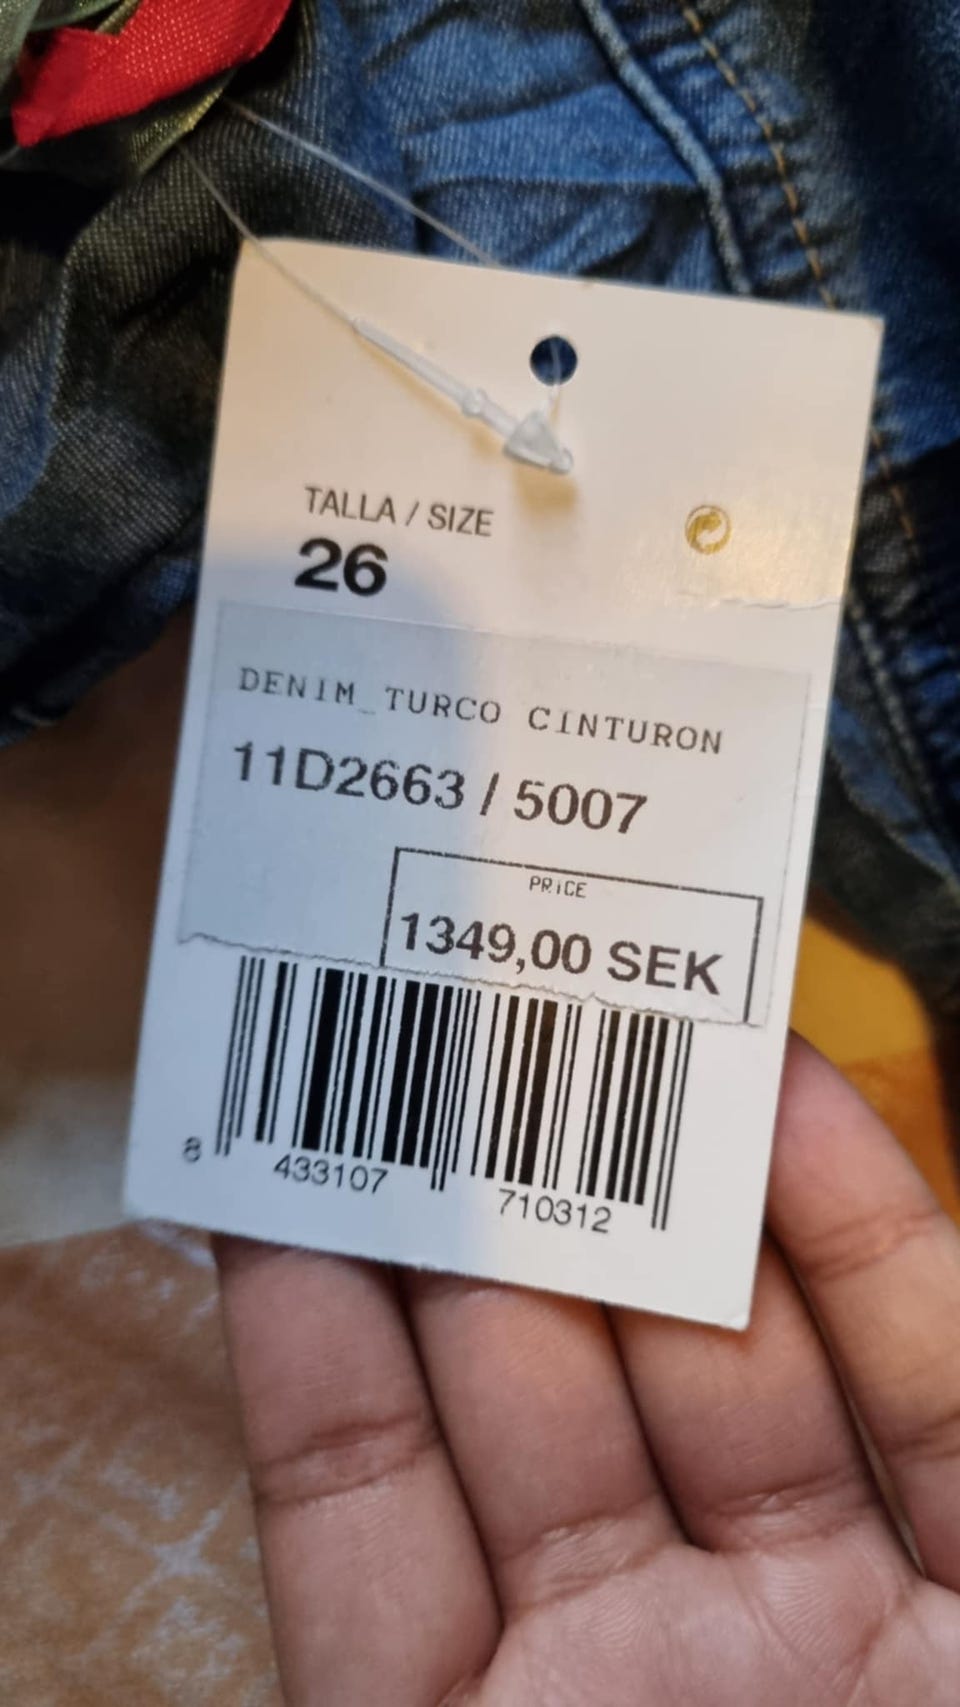 TALLA / SIZE
26
DENIM_TURCO CINTURON
11D2663 / 5007
PRiCE
1349,00 SEK
8 433107 710312